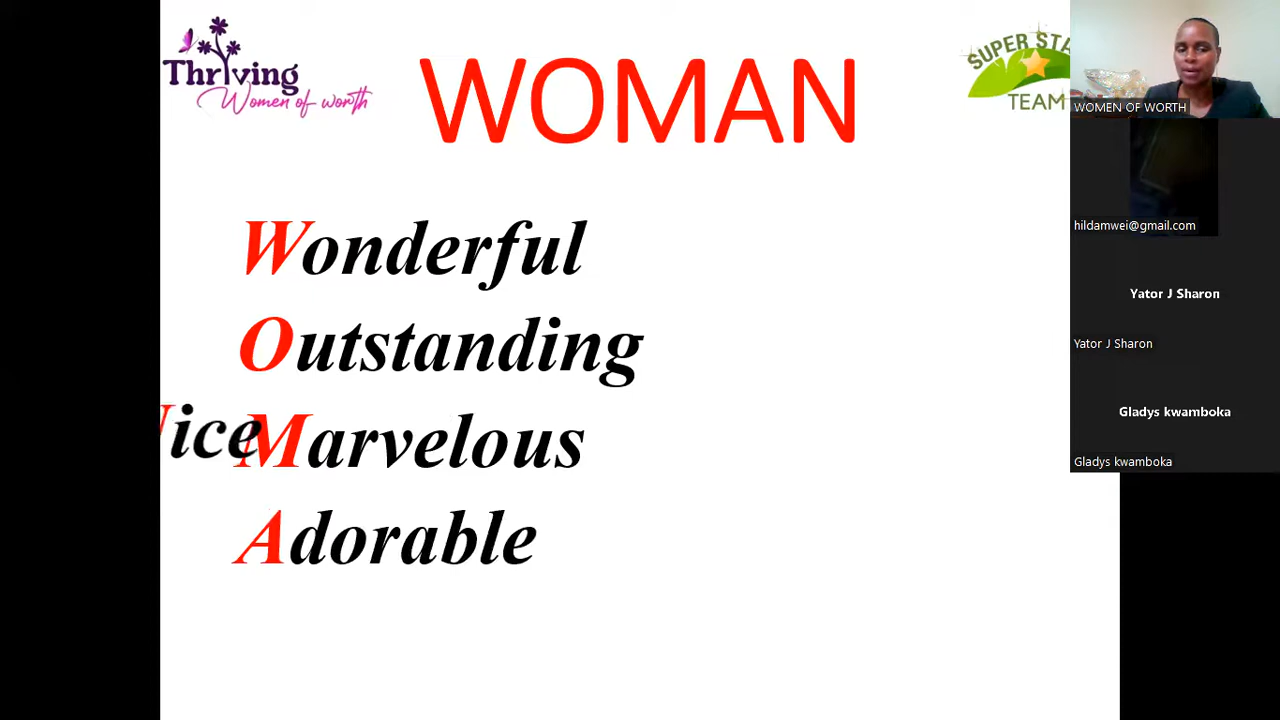 Thriving
Women of worth
WOMAN
SUPER STA
TEAM
Wonderful
Outstanding
Marvelous
Nice
Adorable
WOMEN OF WORTH
hildamwei@gmail.com
Yator J Sharon
Yator J Sharon
Gladys kwamboka
Gladys kwamboka